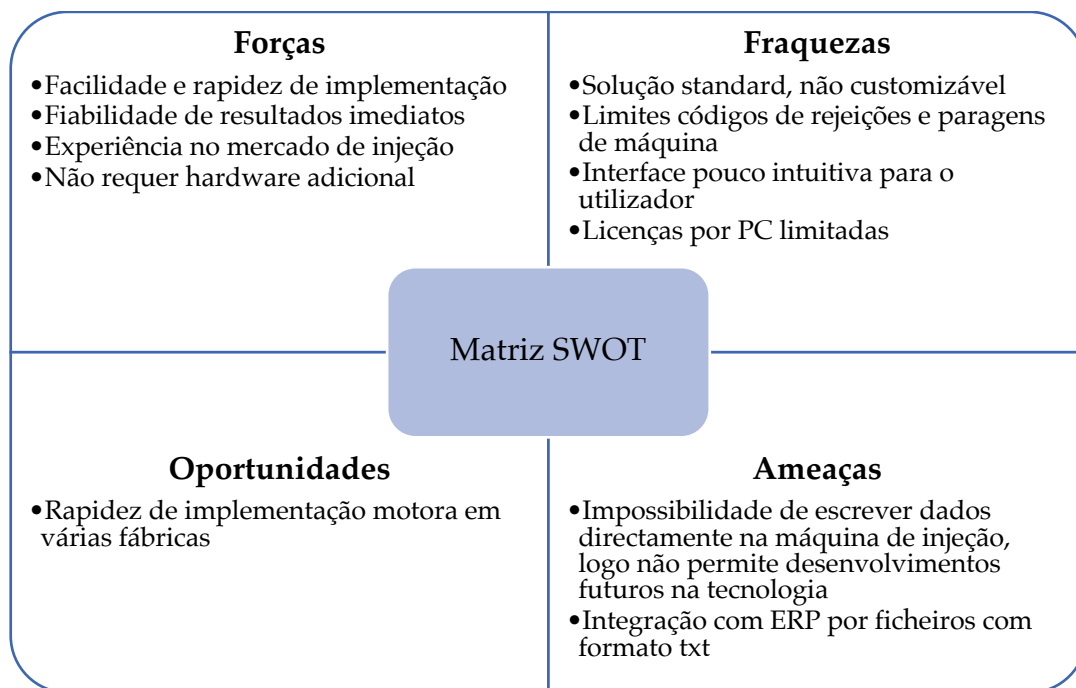 Forças
•Facilidade e rapidez de implementação
•Fiabilidade de resultados imediatos
•Experiência no mercado de injeção
•Não requer hardware adicional
Fraquezas
•Solução standard, não customizável
•Limites códigos de rejeições e paragens
de máquina
•Interface pouco intuitiva para o
utilizador
•Licenças por PC limitadas
Matriz SWOT
Oportunidades
•Rapidez de implementação motora em
várias fábricas
Ameaças
•Impossibilidade de escrever dados
directamente na máquina de injeção,
logo não permite desenvolvimentos
futuros na tecnologia
•Integração com ERP por ficheiros com
formato txt